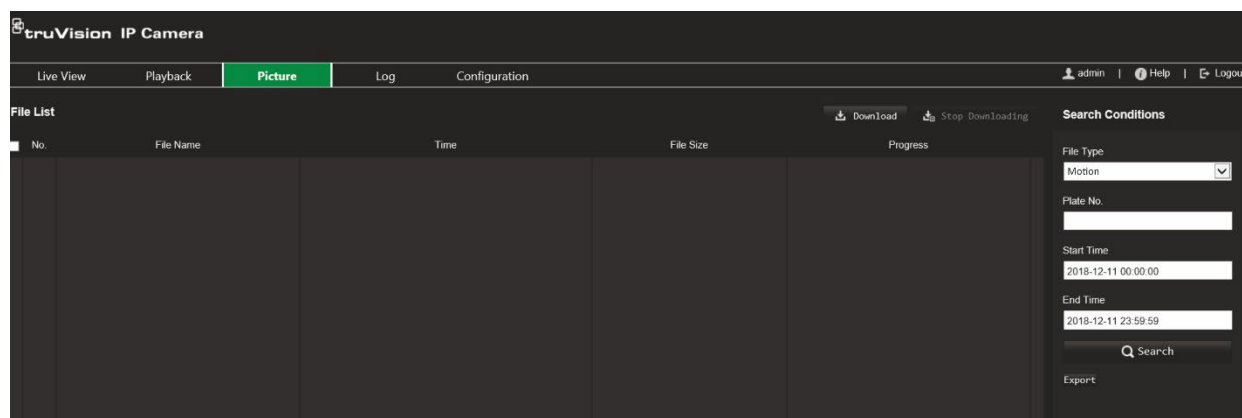 truVision IP Camera
Live View Playback Picture Log Configuration admin | Help | Logou
File List Download Stop Downloading Search Conditions
No. File Name Time File Size Progress
File Type
Motion
Plate No.
Start Time
2018-12-11 00:00:00
End Time
2018-12-11 23:59:59
Search
Export